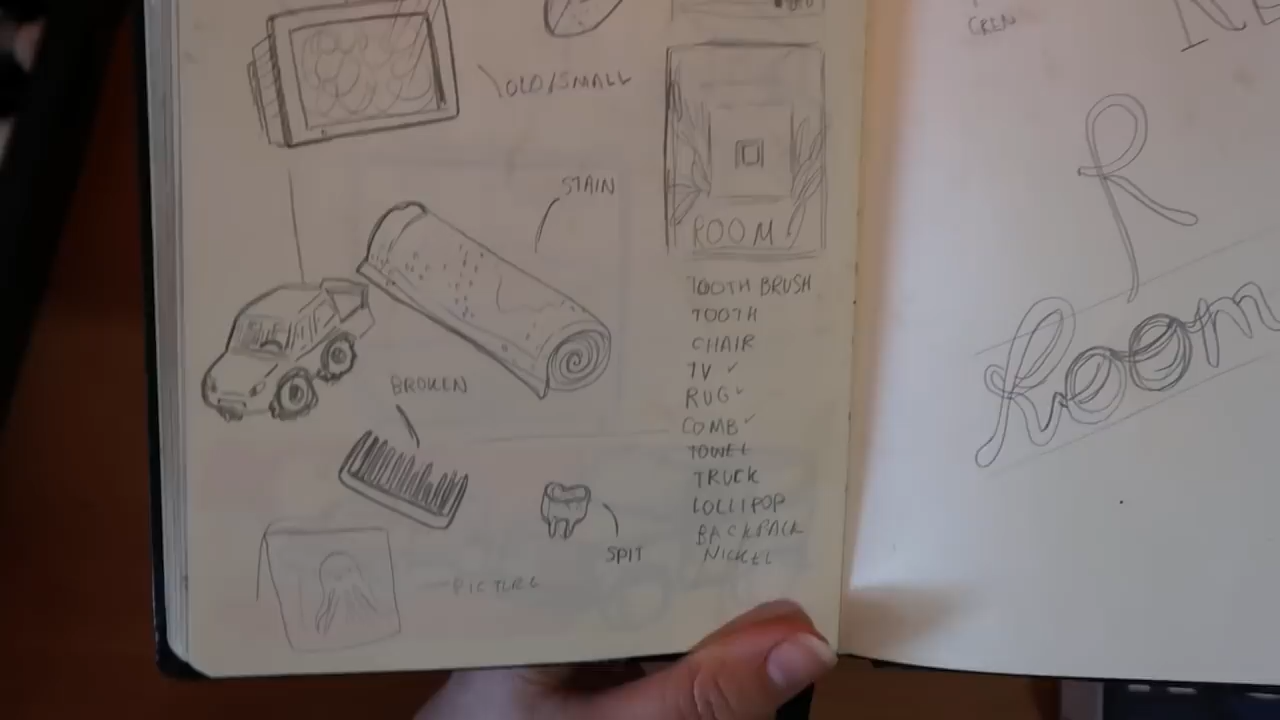 OLD/SMALL
STAIN
BROKEN
SPIT
PICTURE
ROOM
TOOTH BRUSH
TOOTH
CHAIR
TV ✓
RUG ✓
COMB ✓
TOWEL
TRUCK
LOLLIPOP
BACKPACK
NICKEL
R
Room